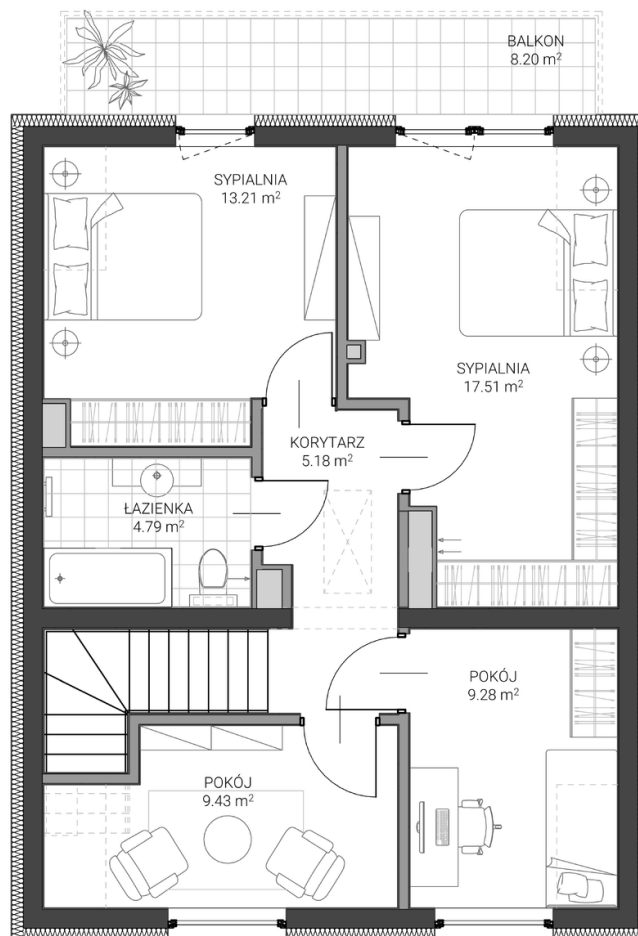 BALKON
8.20 m²
SYPIALNIA
13.21 m²
SYPIALNIA
17.51 m²
KORYTARZ
5.18 m²
ŁAZIENKA
4.79 m²
POKÓJ
9.28 m²
POKÓJ
9.43 m²